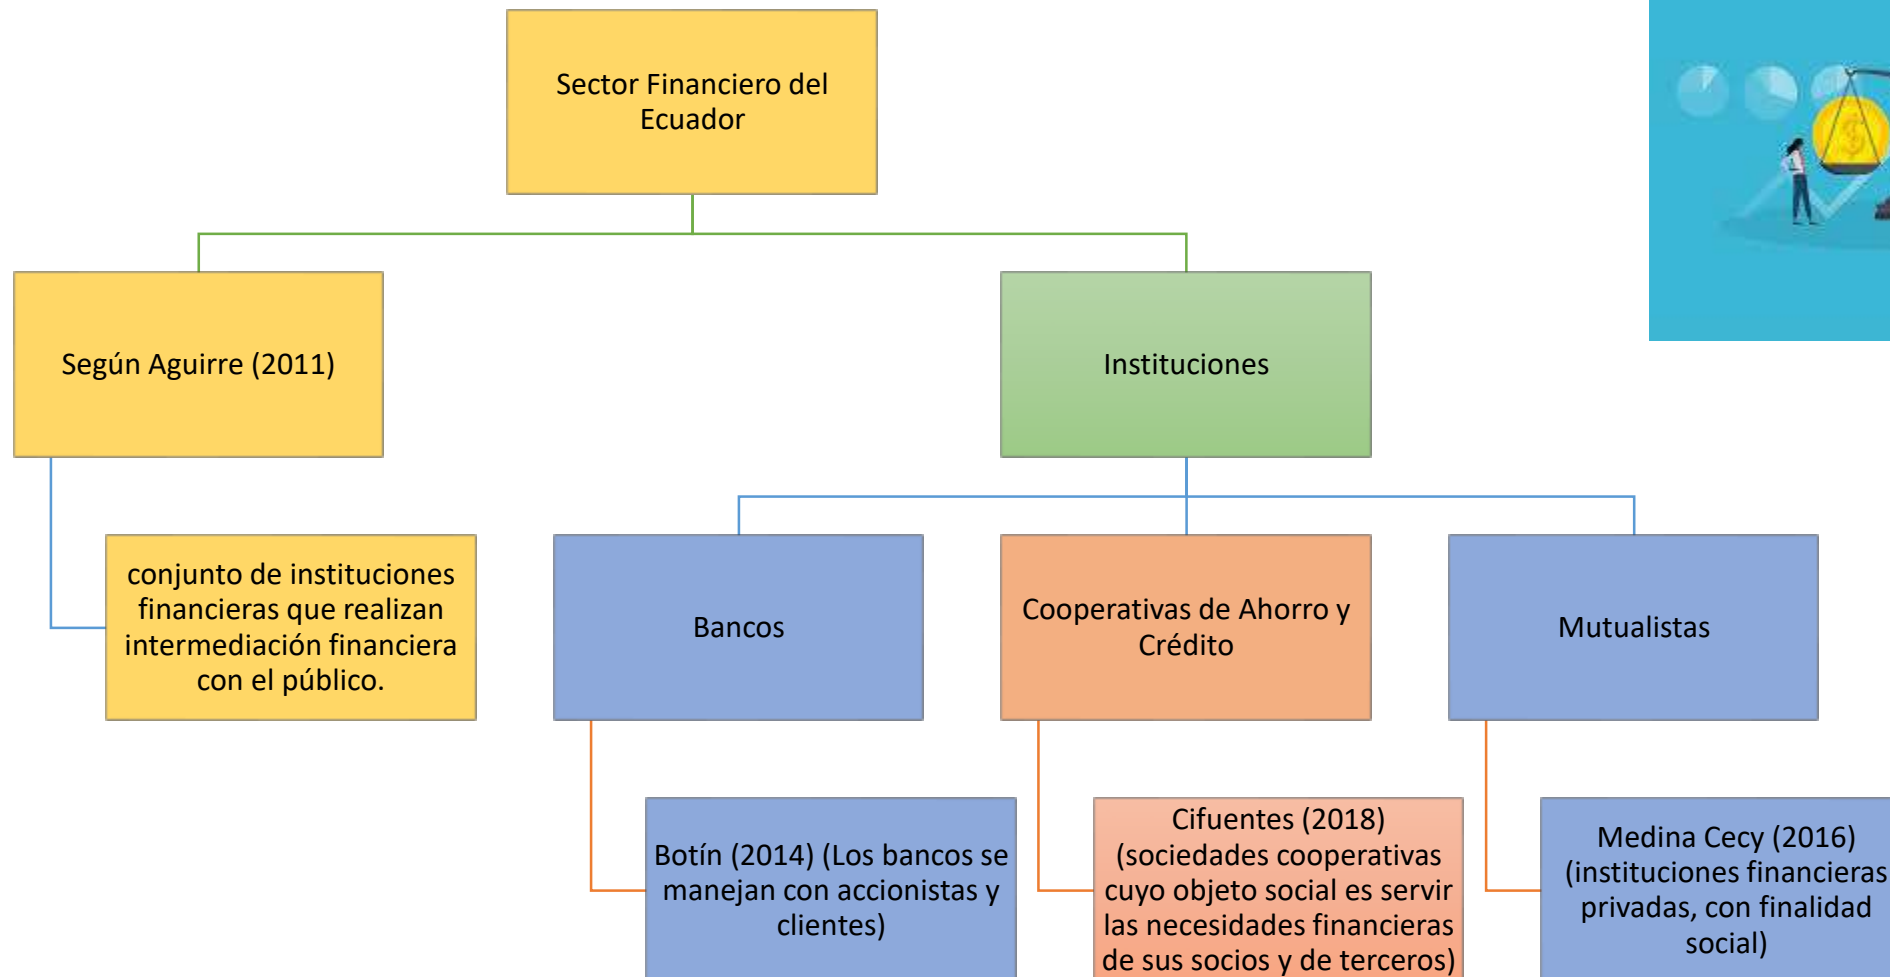 Sector Financiero del
Ecuador
Según Aguirre (2011)
Instituciones
conjunto de instituciones
financieras que realizan
intermediación financiera
con el público.
Bancos
Cooperativas de Ahorro y
Crédito
Mutualistas
Botín (2014) (Los bancos se
manejan con accionistas y
clientes)
Cifuentes (2018)
(sociedades cooperativas
cuyo objeto social es servir
las necesidades financieras
de sus socios y de terceros)
Medina Cecy (2016)
(instituciones financieras
privadas, con finalidad
social)
$